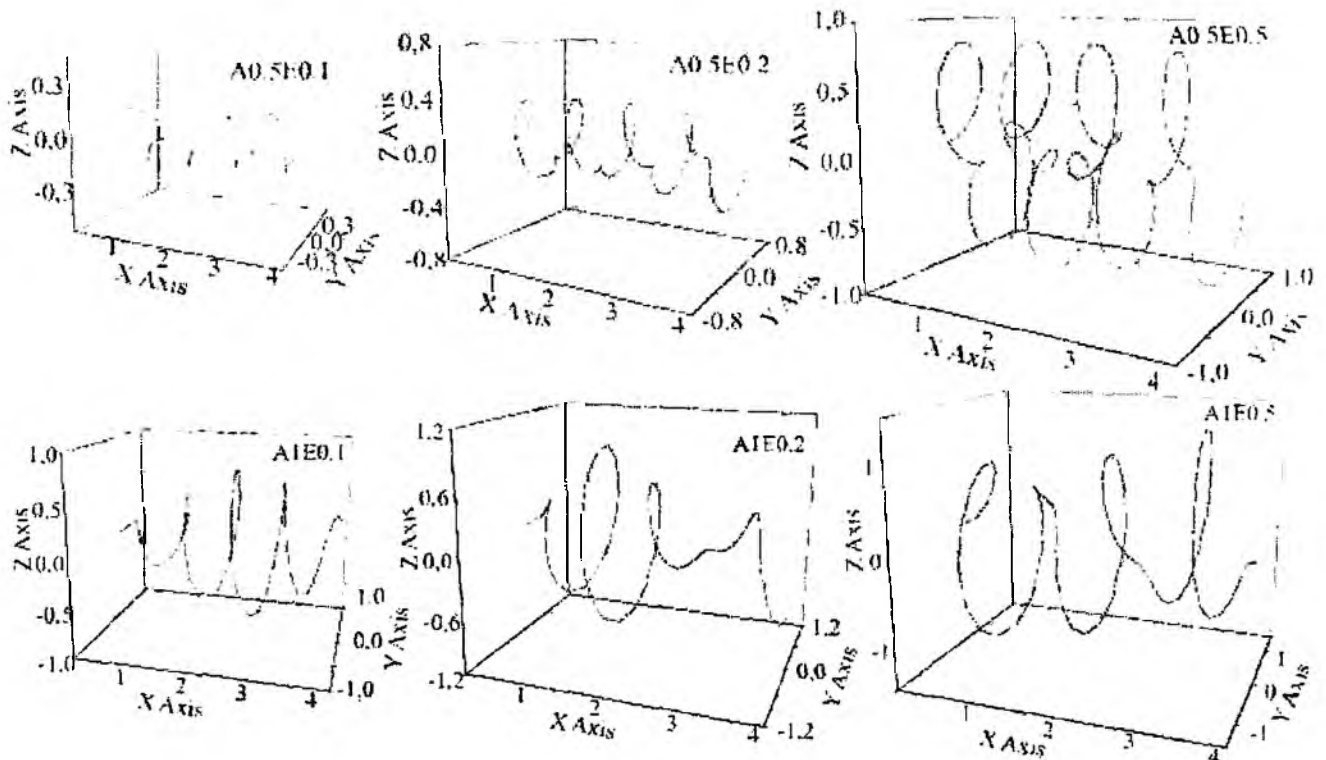 A0.5E0.1
Z Axis
0.3
0.0
-0.3
1
2
3
4
X Axis
0.3
0.0
-0.3
Axis
A0.5E0.2
Z Axis
0.8
0.4
0.0
-0.4
-0.8
1
2
3
4
X Axis
0.8
0.0
-0.8
Y Axis
A0.5E0.5
Z Axis
1.0
0.5
0.0
-0.5
-1.0
1
2
3
4
X Axis
1.0
0.0
-1.0
Y Axis
A1E0.1
Z Axis
1.0
0.5
0.0
-0.5
-1.0
1
2
3
4
X Axis
1.0
0.0
-1.0
Y Axis
A1E0.2
Z Axis
1.2
0.6
0.0
-0.6
-1.2
1
2
3
4
X Axis
1.2
0.0
-1.2
Y Axis
A1E0.5
Z Axis
1
0
-1
1
2
3
4
X Axis
1
0
-1
Y Axis